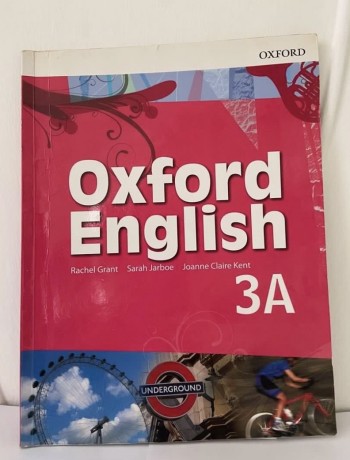 OXFORD
Oxford
English
Rachel Grant Sarah Jarboe Joanne Claire Kent
3A
UNDERGROUND